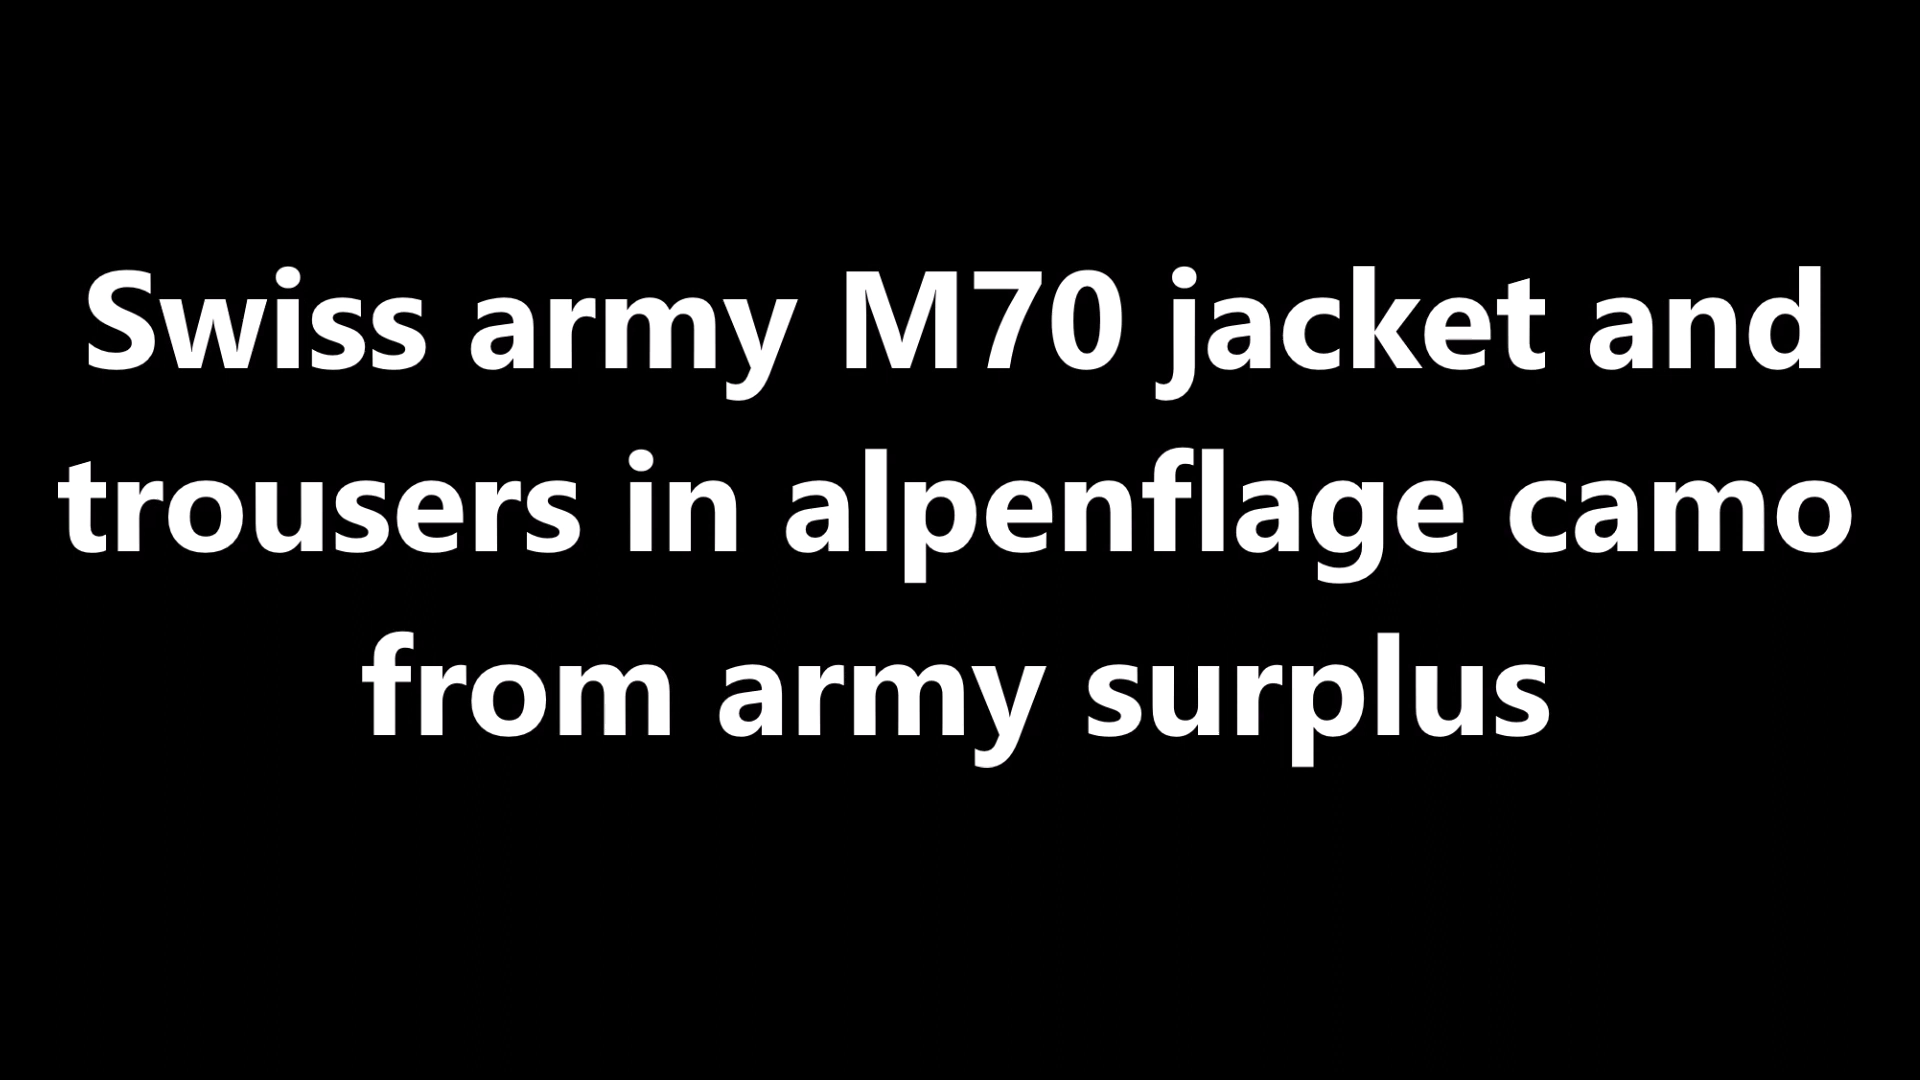 Swiss army M70 jacket and
trousers in alpenflage camo
from army surplus